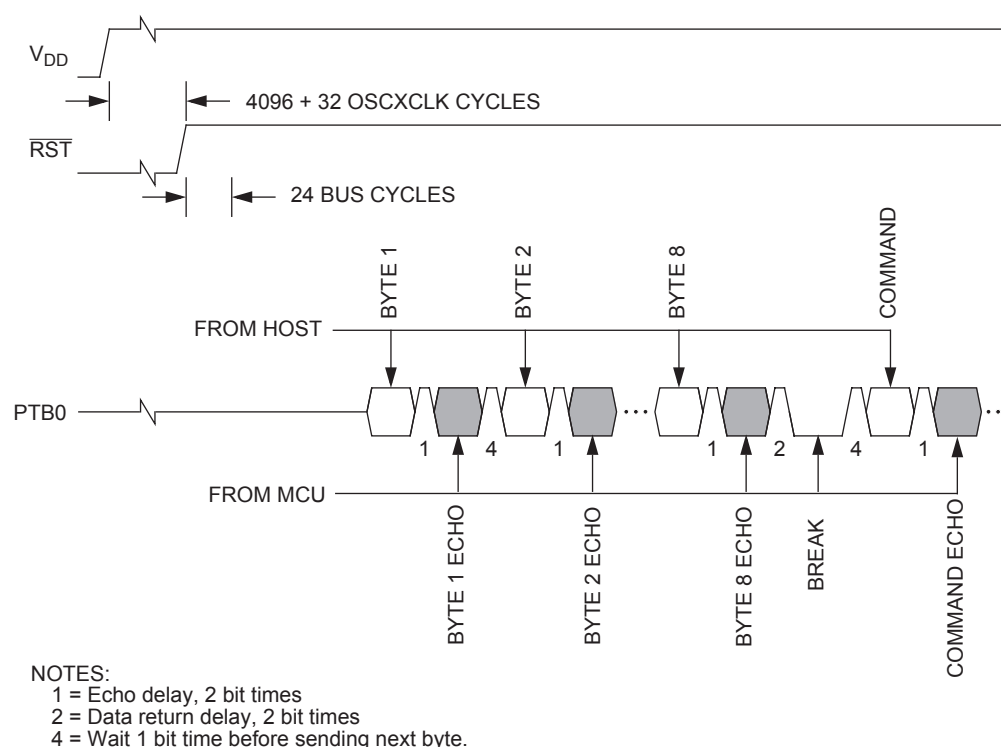 VDD
4096 + 32 OSCXCLK CYCLES
RST
24 BUS CYCLES
BYTE 1
BYTE 2
BYTE 8
COMMAND
FROM HOST
PTB0
...
...
1
4
1
1
2
4
1
FROM MCU
BYTE 1 ECHO
BYTE 2 ECHO
BYTE 8 ECHO
BREAK
COMMAND ECHO
NOTES:
1 = Echo delay, 2 bit times
2 = Data return delay, 2 bit times
4 = Wait 1 bit time before sending next byte.